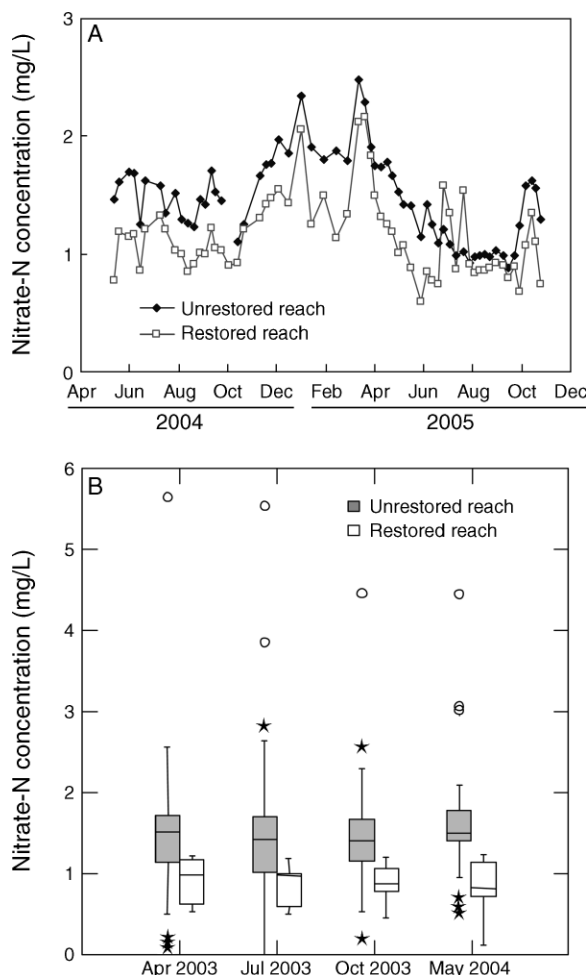 A
Nitrate-N concentration (mg/L)
3
2
1
0
Unrestored reach
Restored reach
Apr Jun Aug Oct Dec Feb Apr Jun Aug Oct Dec
2004 2005
B
Nitrate-N concentration (mg/L)
6
5
4
3
2
1
0
Unrestored reach
Restored reach
Apr 2003 Jul 2003 Oct 2003 May 2004